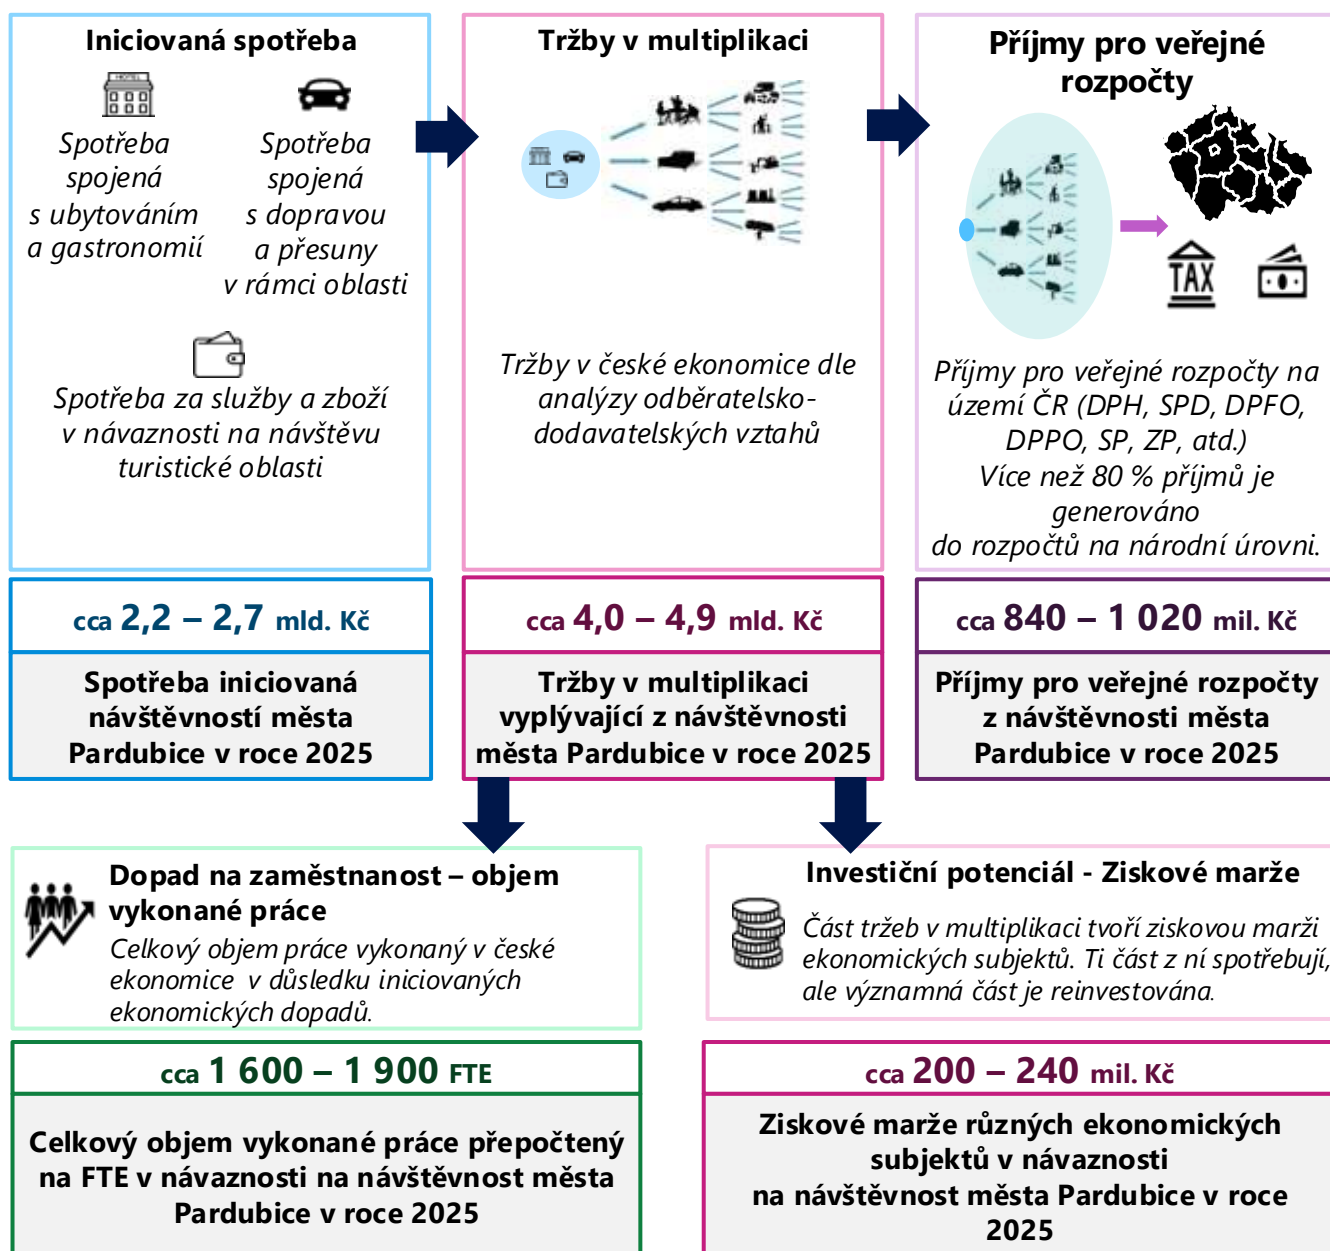 Iniciovaná spotřeba
HOTEL
Spotřeba
spojená
s ubytováním
a gastronomií
Spotřeba
spojená
s dopravou
a přesuny
v rámci oblasti
Spotřeba za služby a zboží
v návaznosti na návštěvu
turistické oblasti
cca 2,2 – 2,7 mld. Kč
Spotřeba iniciovaná
návštěvností města
Pardubice v roce 2025
Tržby v multiplikaci
Tržby v české ekonomice dle
analýzy odběratelsko-
dodavatelských vztahů
cca 4,0 – 4,9 mld. Kč
Tržby v multiplikaci
vyplývající z návštěvnosti
města Pardubice v roce 2025
Příjmy pro veřejné
rozpočty
TAX
Příjmy pro veřejné rozpočty na
území ČR (DPH, SPD, DPFO,
DPPO, SP, ZP, atd.)
Více než 80 % příjmů je
generováno
do rozpočtů na národní úrovni.
cca 840 – 1 020 mil. Kč
Příjmy pro veřejné rozpočty
z návštěvnosti města
Pardubice v roce 2025
Dopad na zaměstnanost – objem
vykonané práce
Celkový objem práce vykonaný v české
ekonomice v důsledku iniciovaných
ekonomických dopadů.
cca 1 600 – 1 900 FTE
Celkový objem vykonané práce přepočtený
na FTE v návaznosti na návštěvnost města
Pardubice v roce 2025
Investiční potenciál - Ziskové marže
Část tržeb v multiplikaci tvoří ziskovou marži
ekonomických subjektů. Ti část z ní spotřebují,
ale významná část je reinvestována.
cca 200 – 240 mil. Kč
Ziskové marže různých ekonomických
subjektů v návaznosti
na návštěvnost města Pardubice v roce
2025